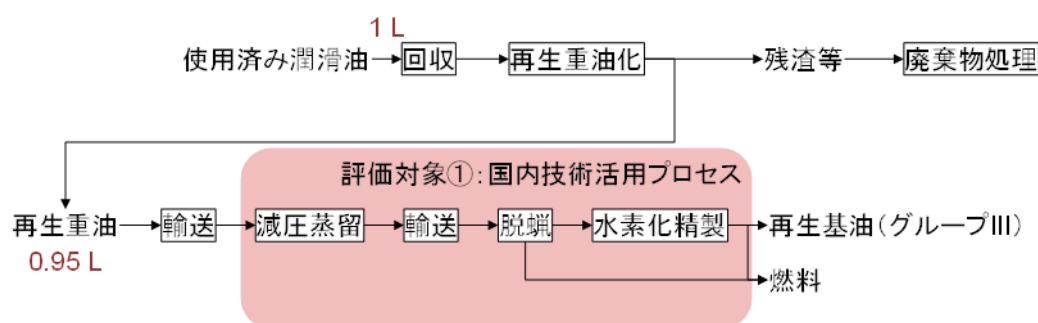 1 L
使用済み潤滑油 回収 再生重油化 残渣等 廃棄物処理
評価対象①:国内技術活用プロセス
再生重油 輸送 減圧蒸留 輸送 脱蝋 水素化精製 再生基油(グループIII)
0.95 L
燃料